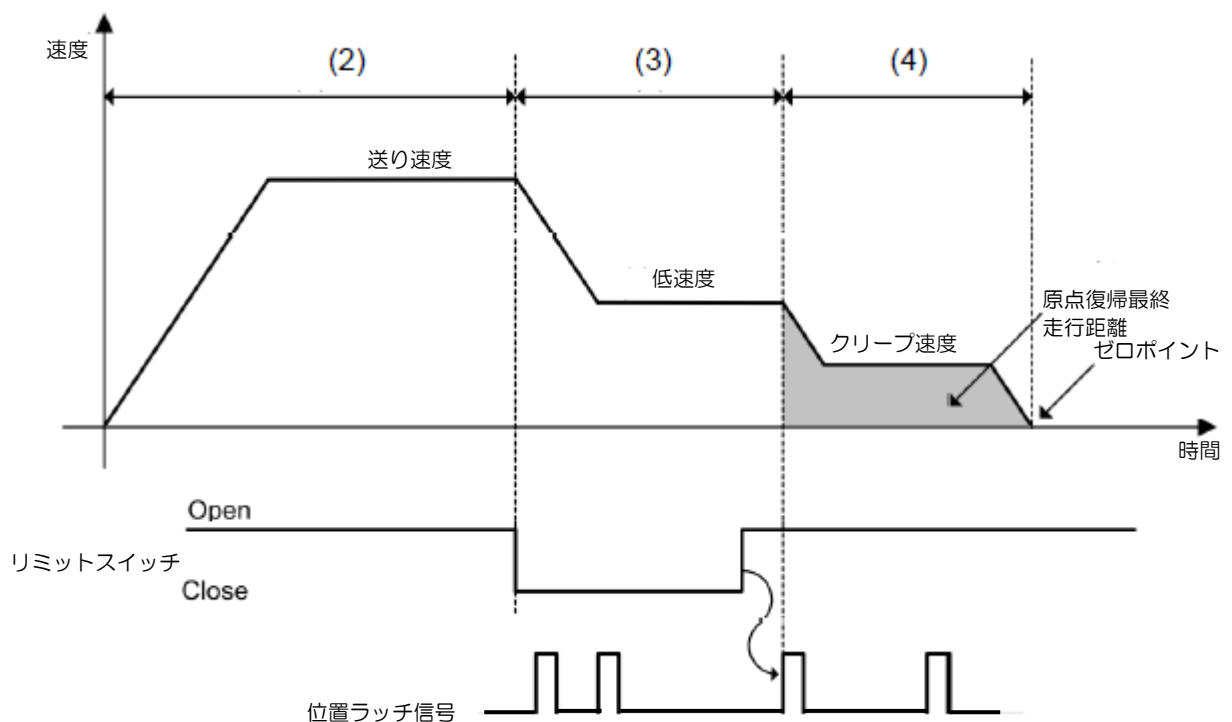 速度
(2)
(3)
(4)
送り速度
低速度
クリープ速度
原点復帰最終
走行距離
ゼロポイント
時間
Open
リミットスイッチ
Close
位置ラッチ信号